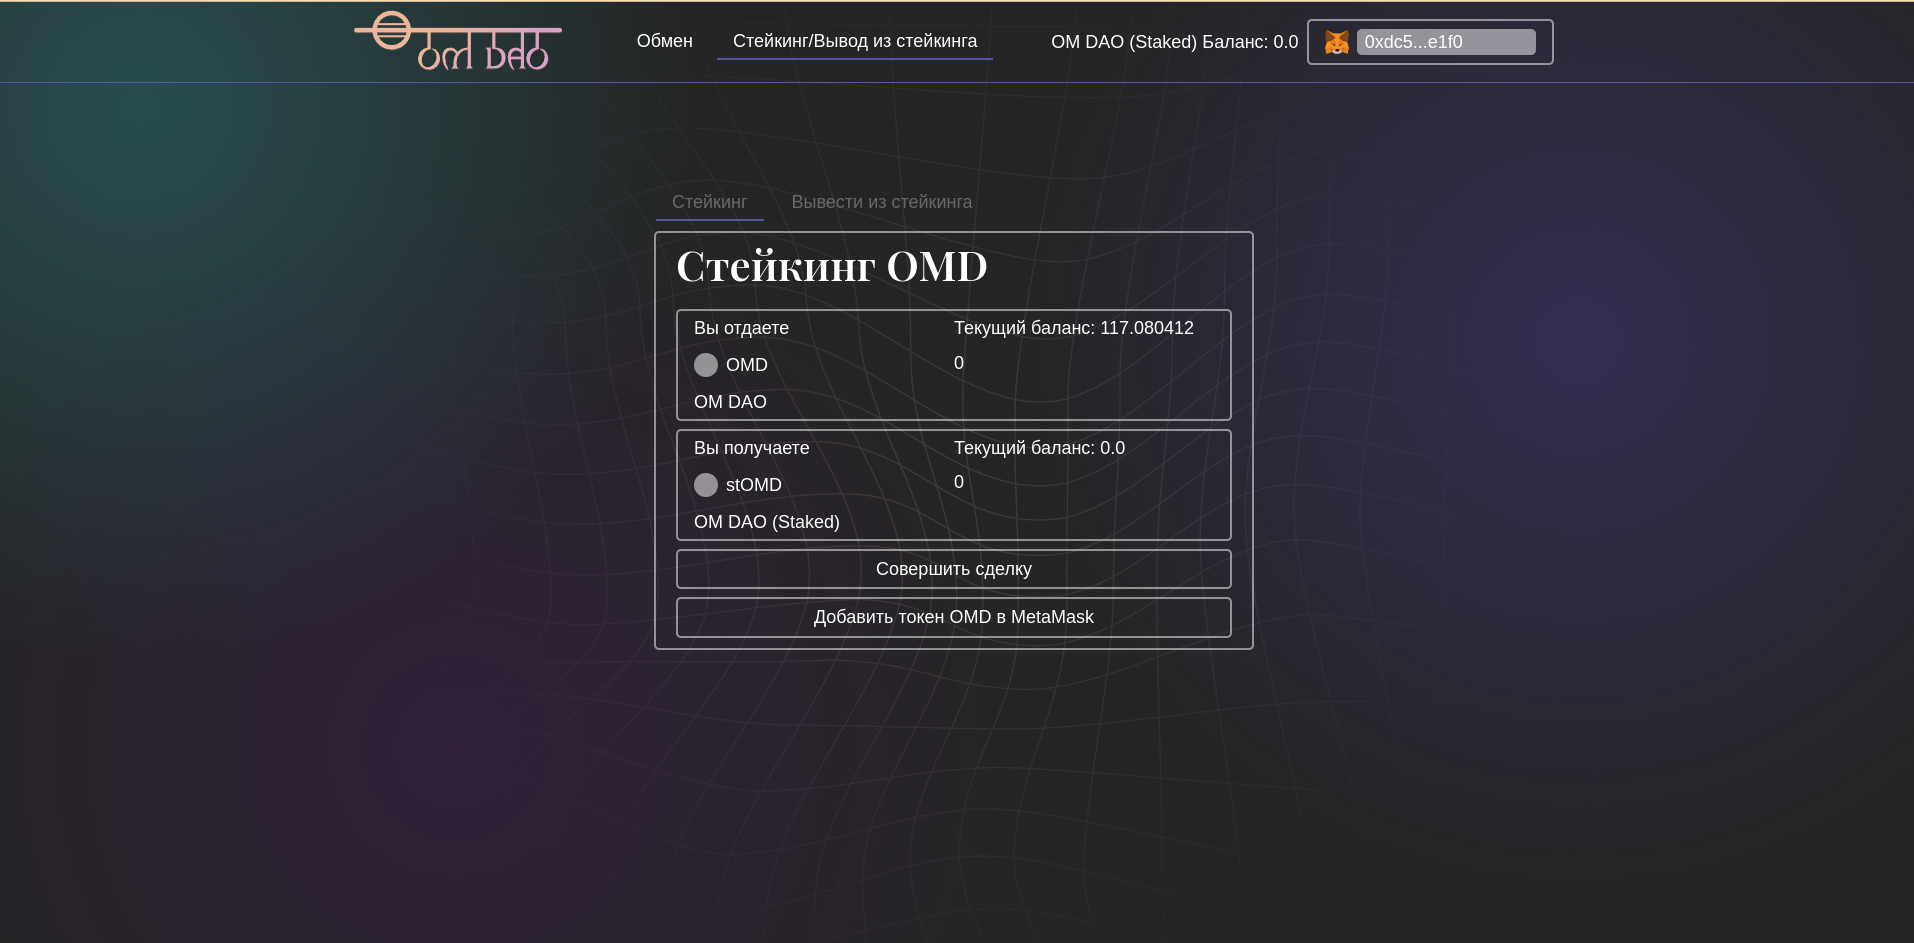 OM DAO
Обмен
Стейкинг/Вывод из стейкинга
OM DAO (Staked) Баланс: 0.0
0xdc5...e1f0
Стейкинг
Вывести из стейкинга
Стейкинг OMD
Вы отдаете
Текущий баланс: 117.080412
OMD
0
OM DAO
Вы получаете
Текущий баланс: 0.0
stOMD
0
OM DAO (Staked)
Совершить сделку
Добавить токен OMD в MetaMask